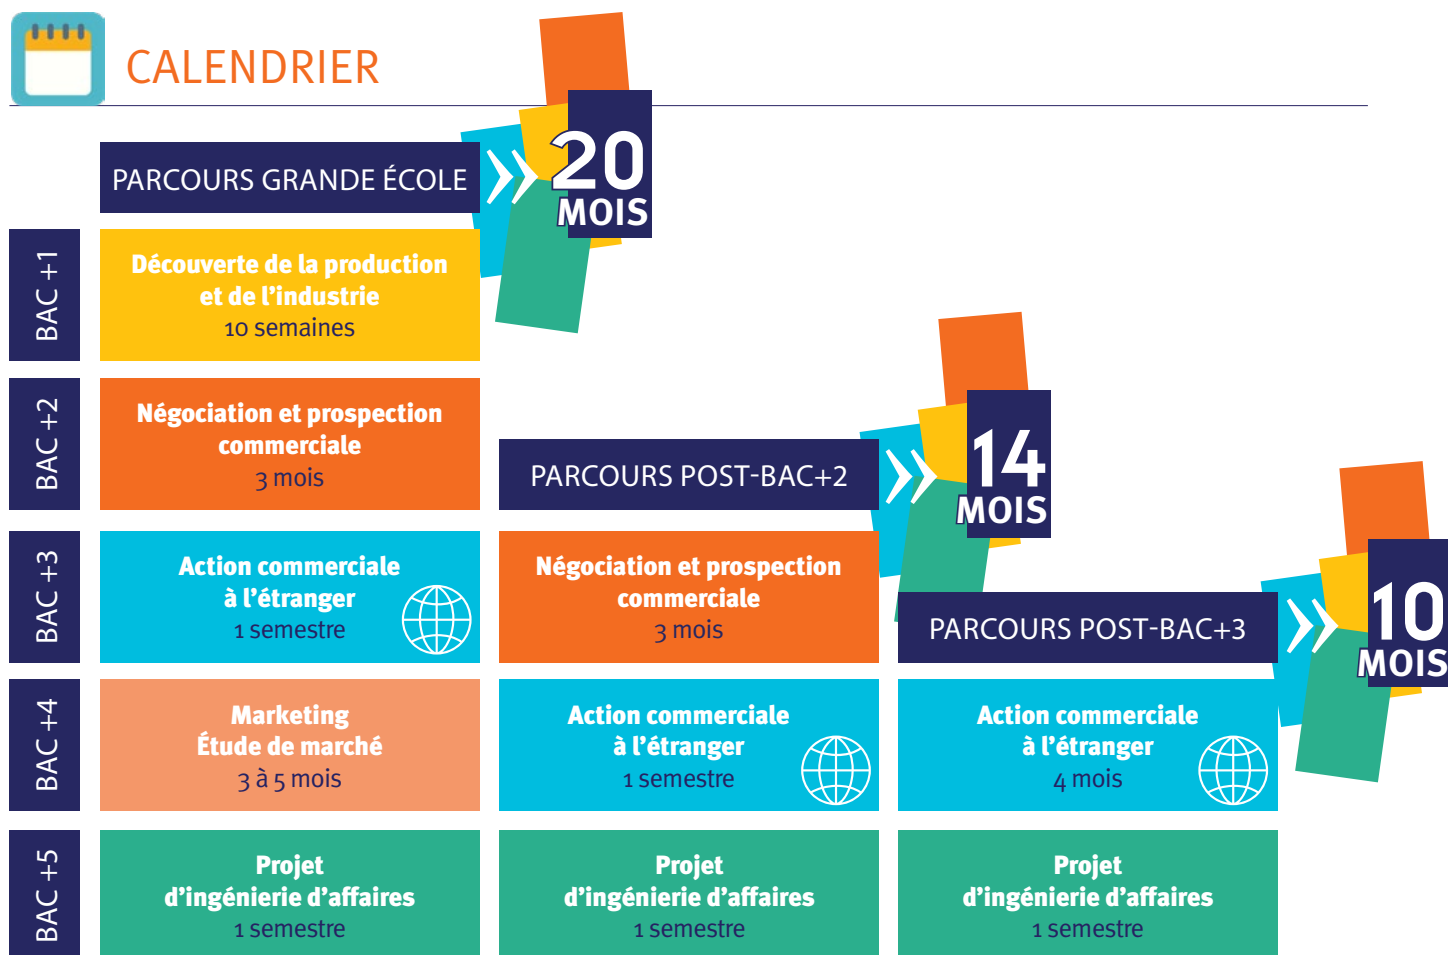 CALENDRIER
PARCOURS GRANDE ÉCOLE
20
MOIS
BAC +1
Découverte de la production
et de l'industrie
10 semaines
BAC +2
Négociation et prospection
commerciale
3 mois
PARCOURS POST-BAC+2
14
MOIS
BAC +3
Action commerciale
à l'étranger
1 semestre
Négociation et prospection
commerciale
3 mois
PARCOURS POST-BAC+3
10
MOIS
BAC +4
Marketing
Étude de marché
3 à 5 mois
Action commerciale
à l'étranger
1 semestre
Action commerciale
à l'étranger
4 mois
BAC +5
Projet
d'ingénierie d'affaires
1 semestre
Projet
d'ingénierie d'affaires
1 semestre
Projet
d'ingénierie d'affaires
1 semestre